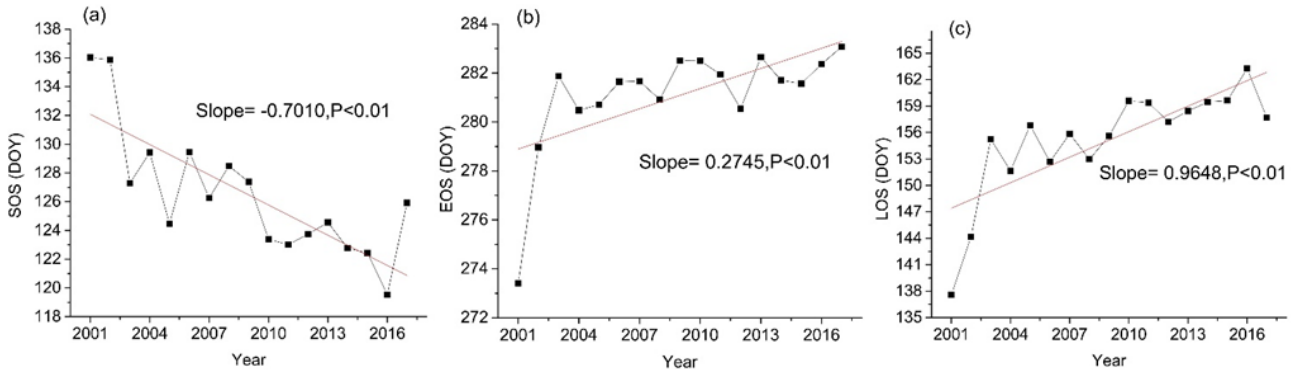 (a)
136
134
132
130
128
126
124
122
120
118
SOS (DOY)
Slope= -0.7010,P<0.01
2001 2004 2007 2010 2013 2016
Year
(b)
284
282
280
278
276
274
272
EOS (DOY)
Slope= 0.2745,P<0.01
2001 2004 2007 2010 2013 2016
Year
(c)
165
162
159
156
153
150
147
144
141
138
135
LOS (DOY)
Slope= 0.9648,P<0.01
2001 2004 2007 2010 2013 2016
Year